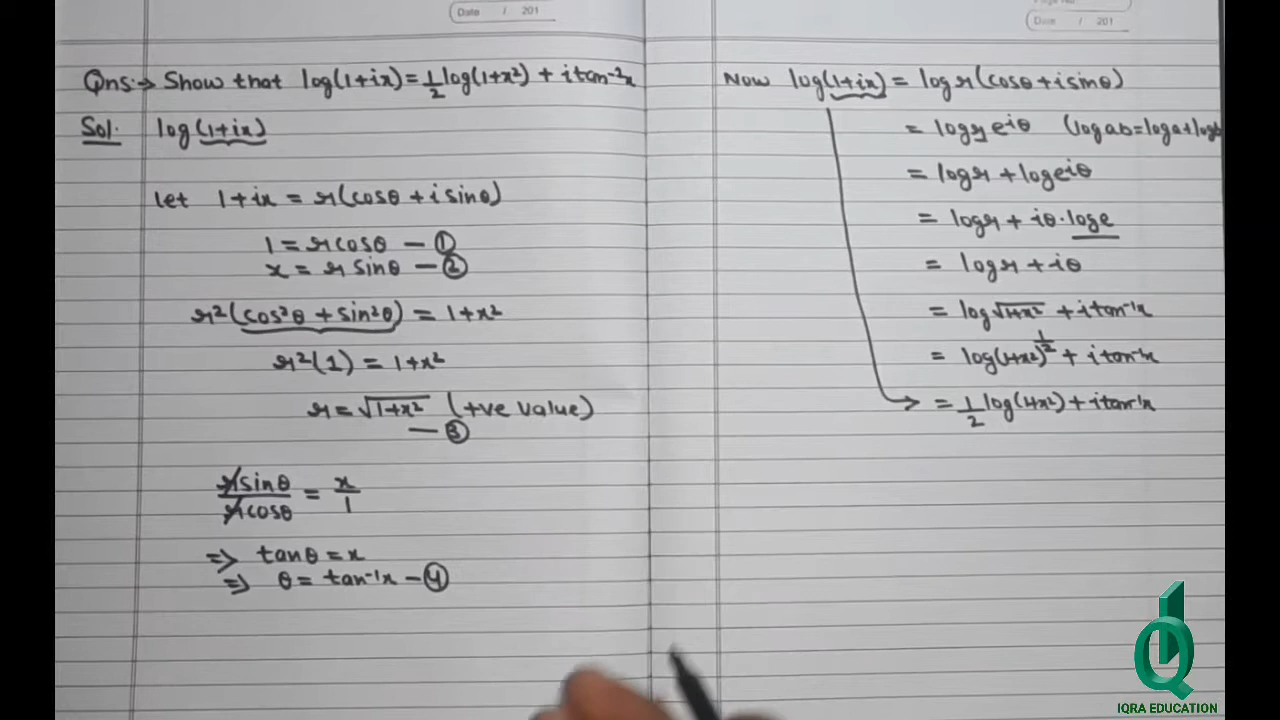 Date / 201
Qns:→ Show that log(1+ix) = 1/2 log(1+x²) + i tan⁻¹x
Sol. log(1+ix)
let 1+ix = r(cosθ + i sinθ)
1 = r cosθ — ①
x = r sinθ — ②
r²(cos²θ + sin²θ) = 1+x²
r²(1) = 1+x²
r = √1+x² (+ve value)
— ③
r sinθ / r cosθ = x/1
⇒ tanθ = x
⇒ θ = tan⁻¹x — ④
Date / 201
Now log(1+ix) = log r(cosθ + i sinθ)
= log r e^iθ (log ab = log a + log b
= log r + log e^iθ
= log r + iθ · log e
= log r + iθ
= log √1+x² + i tan⁻¹x
= log(1+x²)^1/2 + i tan⁻¹x
→ = 1/2 log(1+x²) + i tan⁻¹x
IQRA EDUCATION